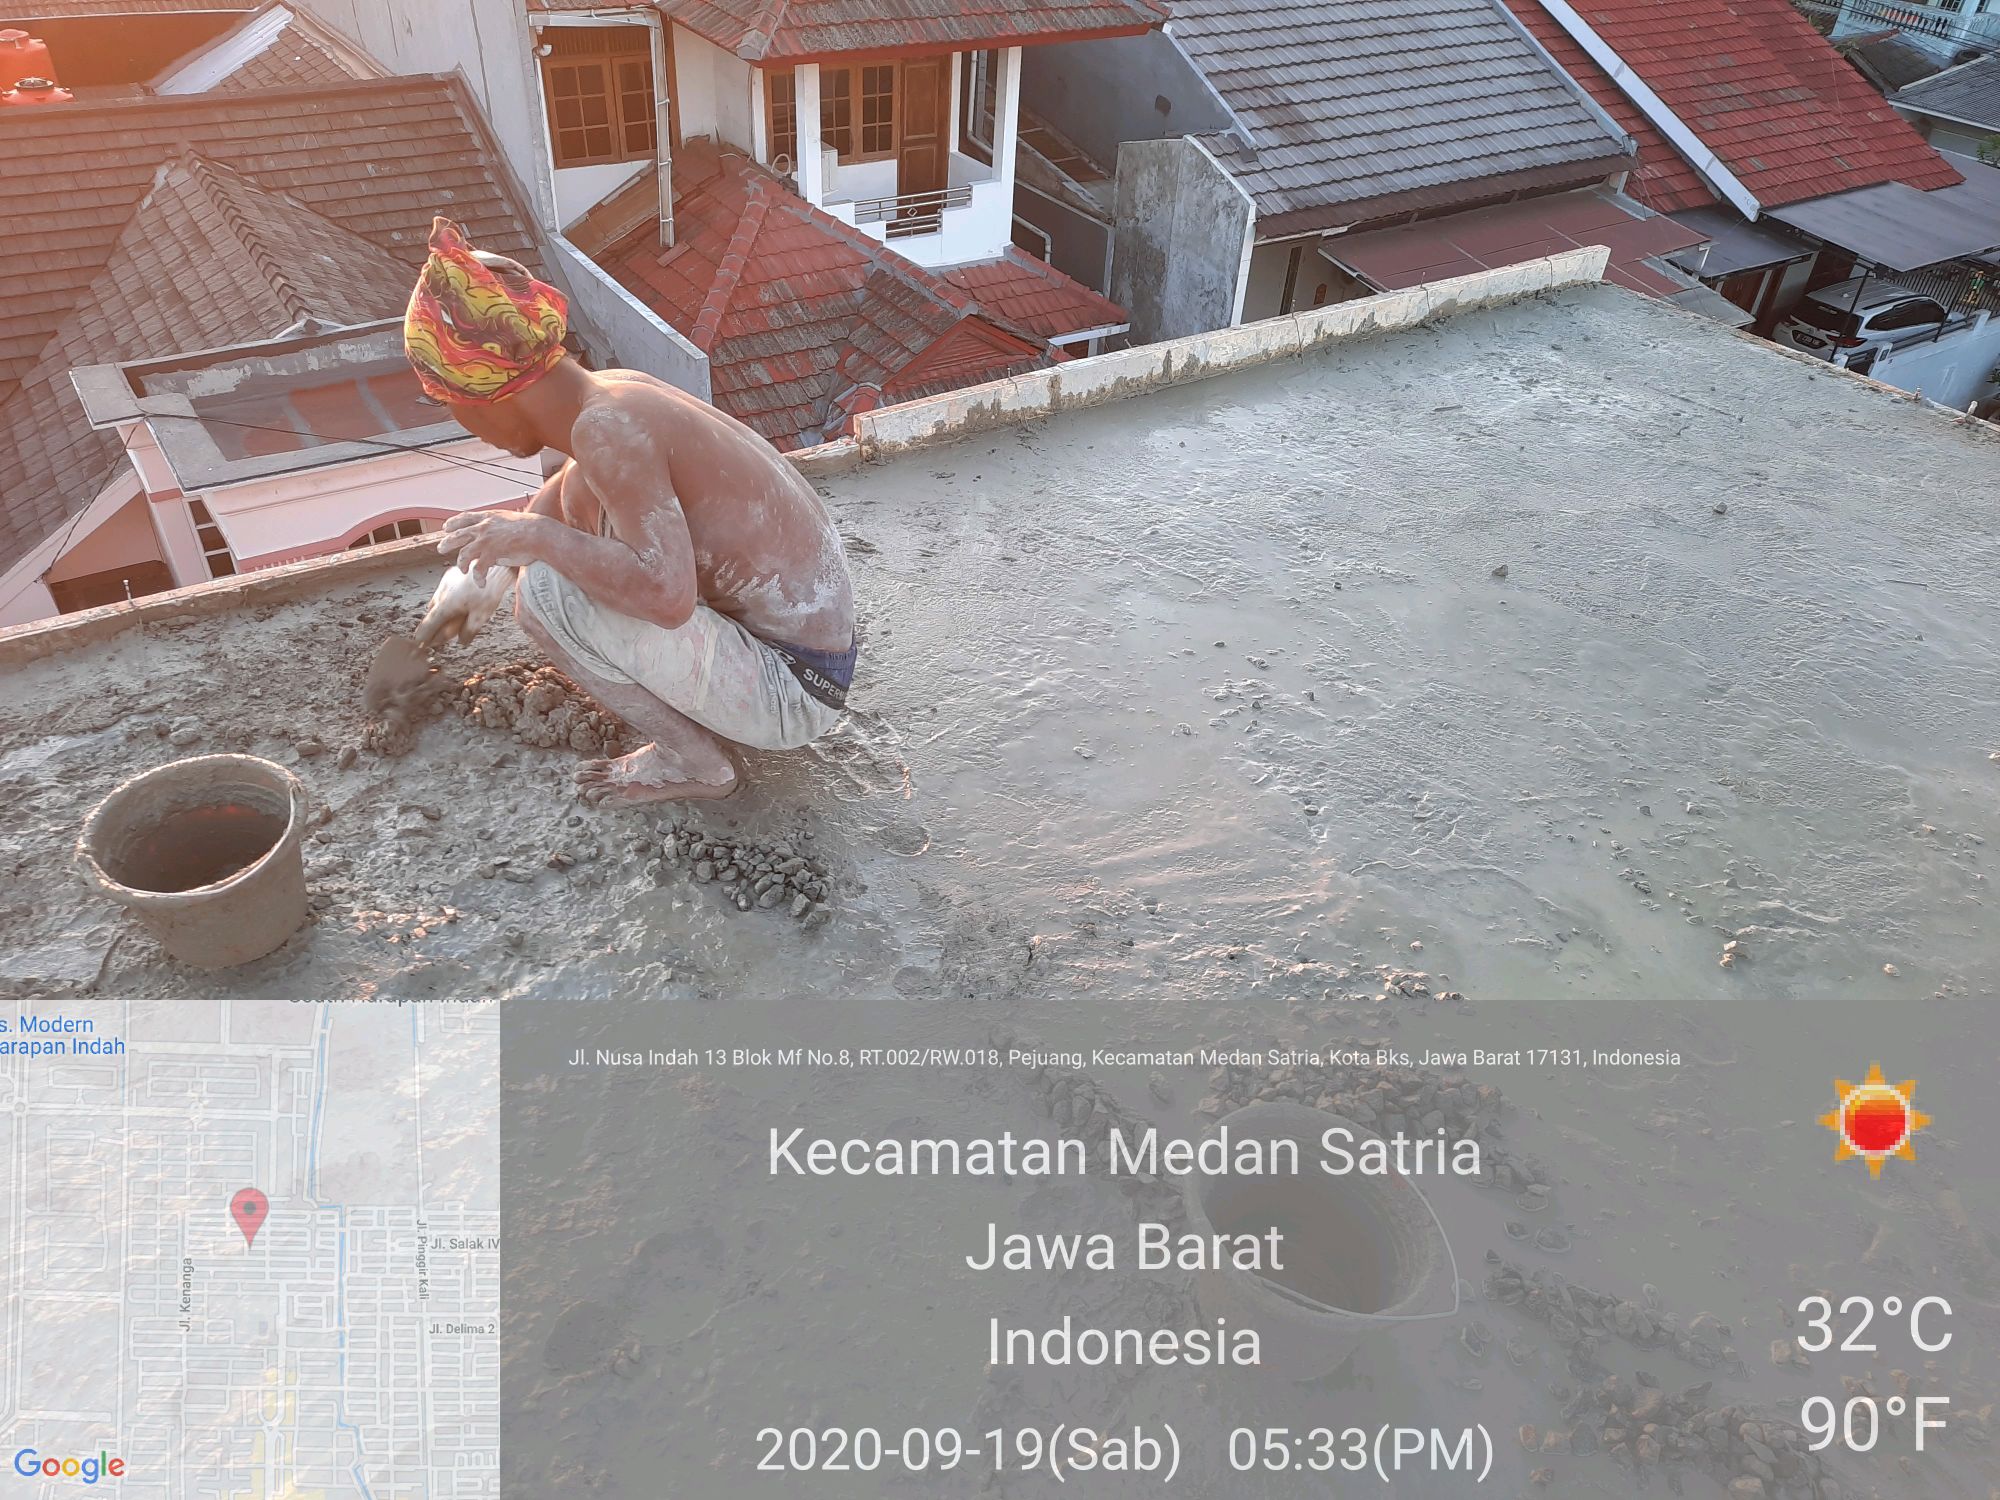 SUPER
s. Modern
arapan Indah
Jl. Nusa Indah 13 Blok Mf No.8, RT.002/RW.018, Pejuang, Kecamatan Medan Satria, Kota Bks, Jawa Barat 17131, Indonesia
Kecamatan Medan Satria
Jawa Barat
Indonesia
2020-09-19(Sab) 05:33(PM)
32°C
90°F
Jl. Salak IV
Jl. Pinggir Kali
Jl. Kenanga
Jl. Delima 2
Google